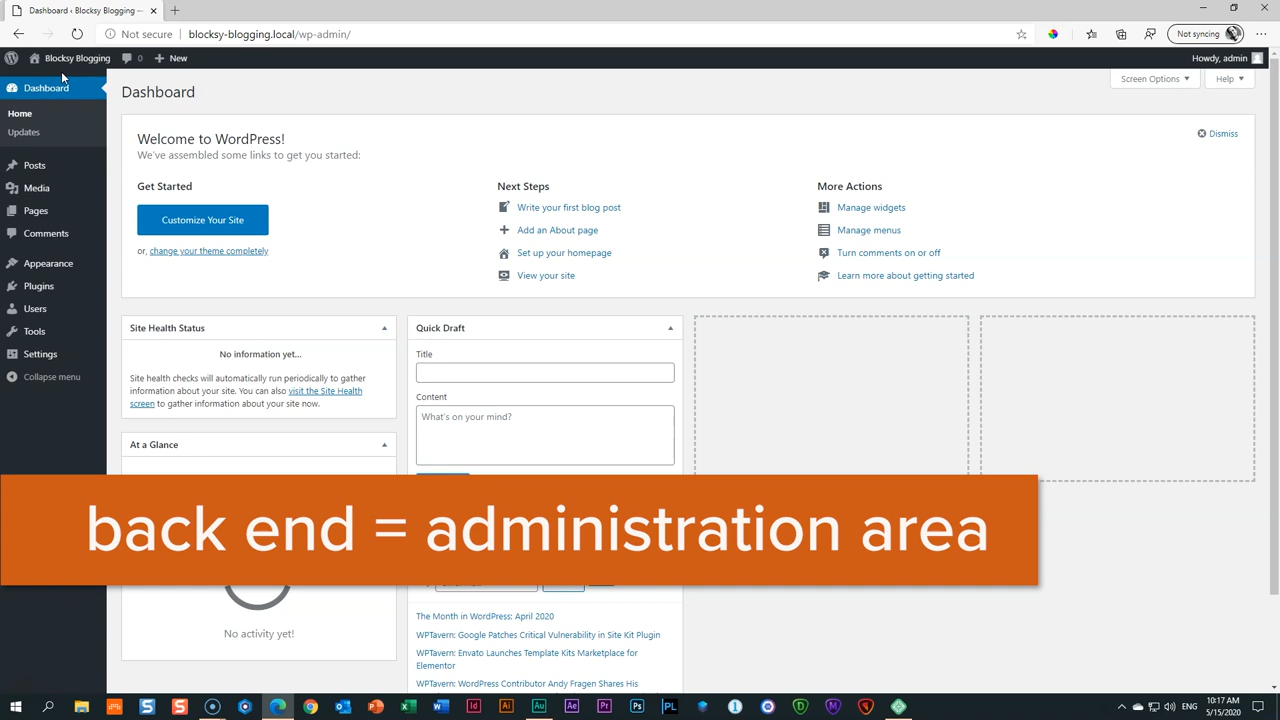 Dashboard ‹ Blocksy Blogging —
Not secure
blocksy-blogging.local/wp-admin/
Not syncing
Blocksy Blogging
0
New
Howdy, admin
Dashboard
Home
Updates
Posts
Media
Pages
Comments
Appearance
Plugins
Users
Tools
Settings
Collapse menu
Screen Options
Help
Dashboard
Welcome to WordPress!
We've assembled some links to get you started:
Dismiss
Get Started
Customize Your Site
or, change your theme completely
Next Steps
Write your first blog post
Add an About page
Set up your homepage
View your site
More Actions
Manage widgets
Manage menus
Turn comments on or off
Learn more about getting started
Site Health Status
No information yet...
Site health checks will automatically run periodically to gather
information about your site. You can also visit the Site Health
screen to gather information about your site now.
At a Glance
No activity yet!
Quick Draft
Title
Content
What's on your mind?
back end = administration area
The Month in WordPress: April 2020
WPTavern: Google Patches Critical Vulnerability in Site Kit Plugin
WPTavern: Envato Launches Template Kits Marketplace for
Elementor
WPTavern: WordPress Contributor Andy Fragen Shares His
ENG
10:17 AM
5/15/2020